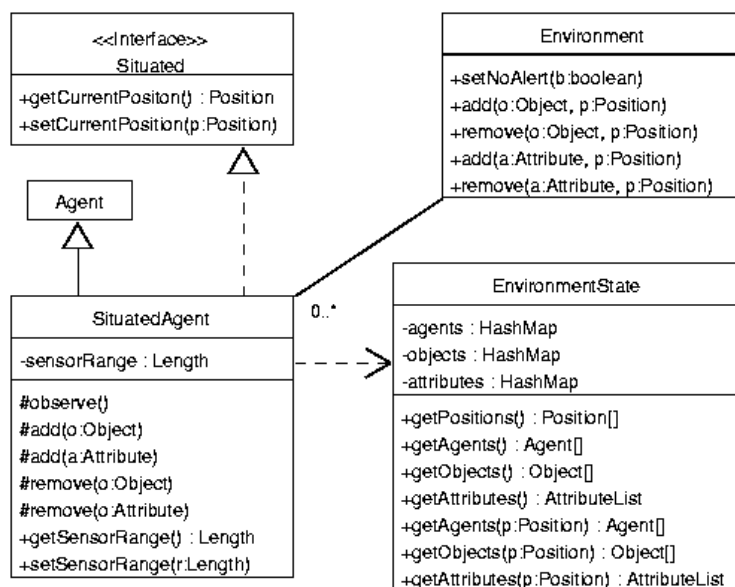 <<Interface>>
Situated
+getCurrentPositon() : Position
+setCurrentPosition(p:Position)
Environment
+setNoAlert(b:boolean)
+add(o:Object, p:Position)
+remove(o:Object, p:Position)
+add(a:Attribute, p:Position)
+remove(a:Attribute, p:Position)
Agent
SituatedAgent
-sensorRange : Length
#observe()
#add(o:Object)
#add(a:Attribute)
#remove(o:Object)
#remove(o:Attribute)
+getSensorRange() : Length
+setSensorRange(r:Length)
0..*
EnvironmentState
-agents : HashMap
-objects : HashMap
-attributes : HashMap
+getPositions() : Position[]
+getAgents() : Agent[]
+getObjects() : Object[]
+getAttributes() : AttributeList
+getAgents(p:Position) : Agent[]
+getObjects(p:Position) : Object[]
+getAttributes(p:Position) : AttributeList